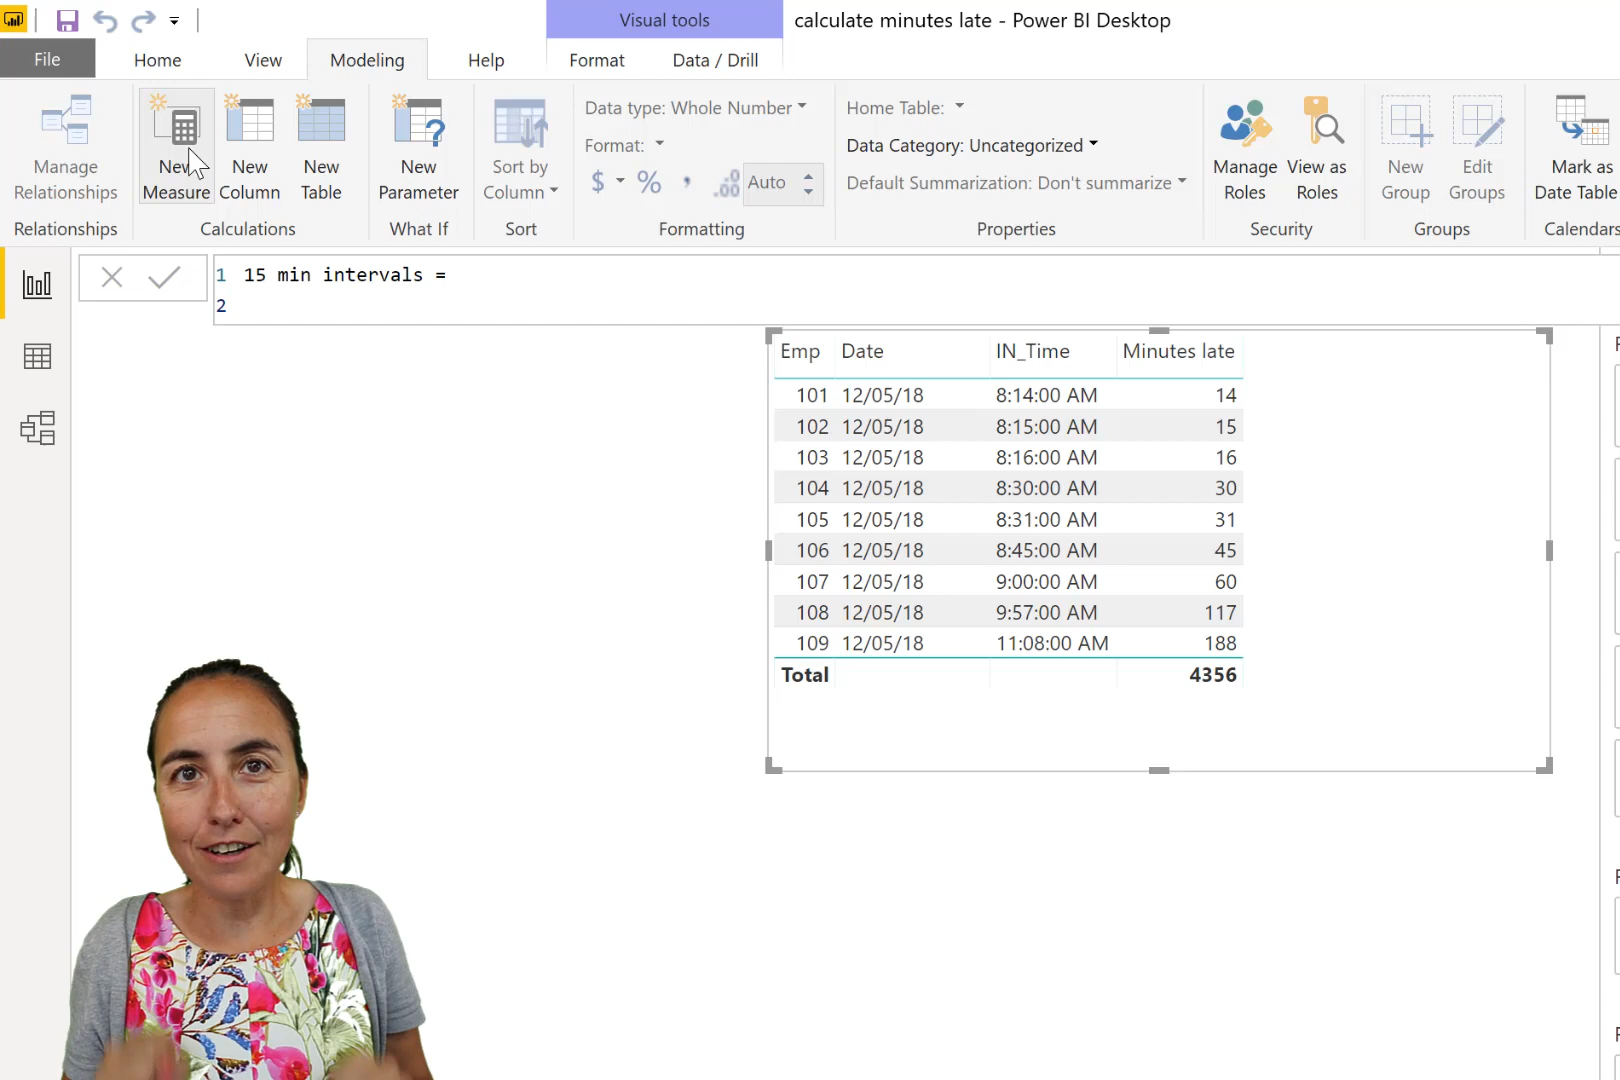 Visual tools
calculate minutes late - Power BI Desktop
File
Home
View
Modeling
Help
Format
Data / Drill
Manage
Relationships
Relationships
New
Measure
New
Column
New
Table
Calculations
New
Parameter
What If
Sort by
Column
Sort
Data type: Whole Number
Format:
$ % , .00 Auto
Formatting
Home Table:
Data Category: Uncategorized
Default Summarization: Don't summarize
Properties
Manage
Roles
View as
Roles
Security
New
Group
Edit
Groups
Groups
Mark as
Date Table
Calendars
1 15 min intervals =
2
Emp Date IN_Time Minutes late
101 12/05/18 8:14:00 AM 14
102 12/05/18 8:15:00 AM 15
103 12/05/18 8:16:00 AM 16
104 12/05/18 8:30:00 AM 30
105 12/05/18 8:31:00 AM 31
106 12/05/18 8:45:00 AM 45
107 12/05/18 9:00:00 AM 60
108 12/05/18 9:57:00 AM 117
109 12/05/18 11:08:00 AM 188
Total 4356